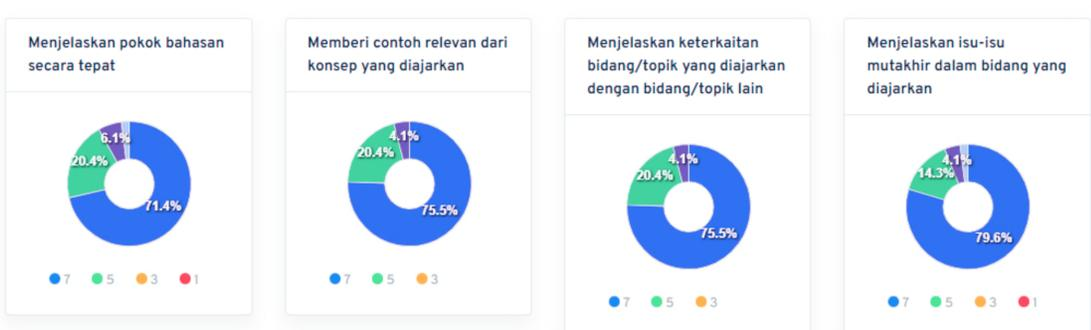 Menjelaskan pokok bahasan
secara tepat
6.1%
20.4%
71.4%
7 5 3 1
Memberi contoh relevan dari
konsep yang diajarkan
4.1%
20.4%
75.5%
7 5 3
Menjelaskan keterkaitan
bidang/topik yang diajarkan
dengan bidang/topik lain
4.1%
20.4%
75.5%
7 5 3
Menjelaskan isu-isu
mutakhir dalam bidang yang
diajarkan
4.1%
14.3%
79.6%
7 5 3 1